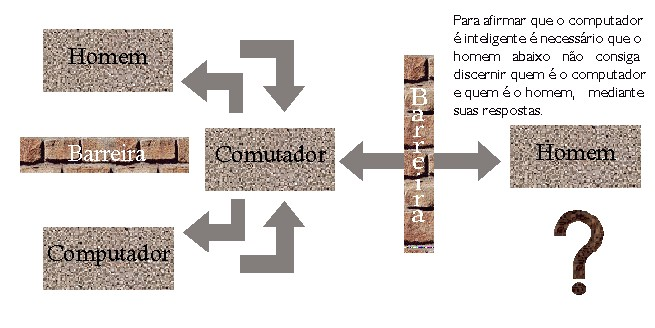 Para afirmar que o computador
é inteligente é necessário que o
homem abaixo não consiga
discernir quem é o computador
e quem é o homem, mediante
suas respostas.
Homem
Barreira
Comutador
Barreira
Homem
Computador
?